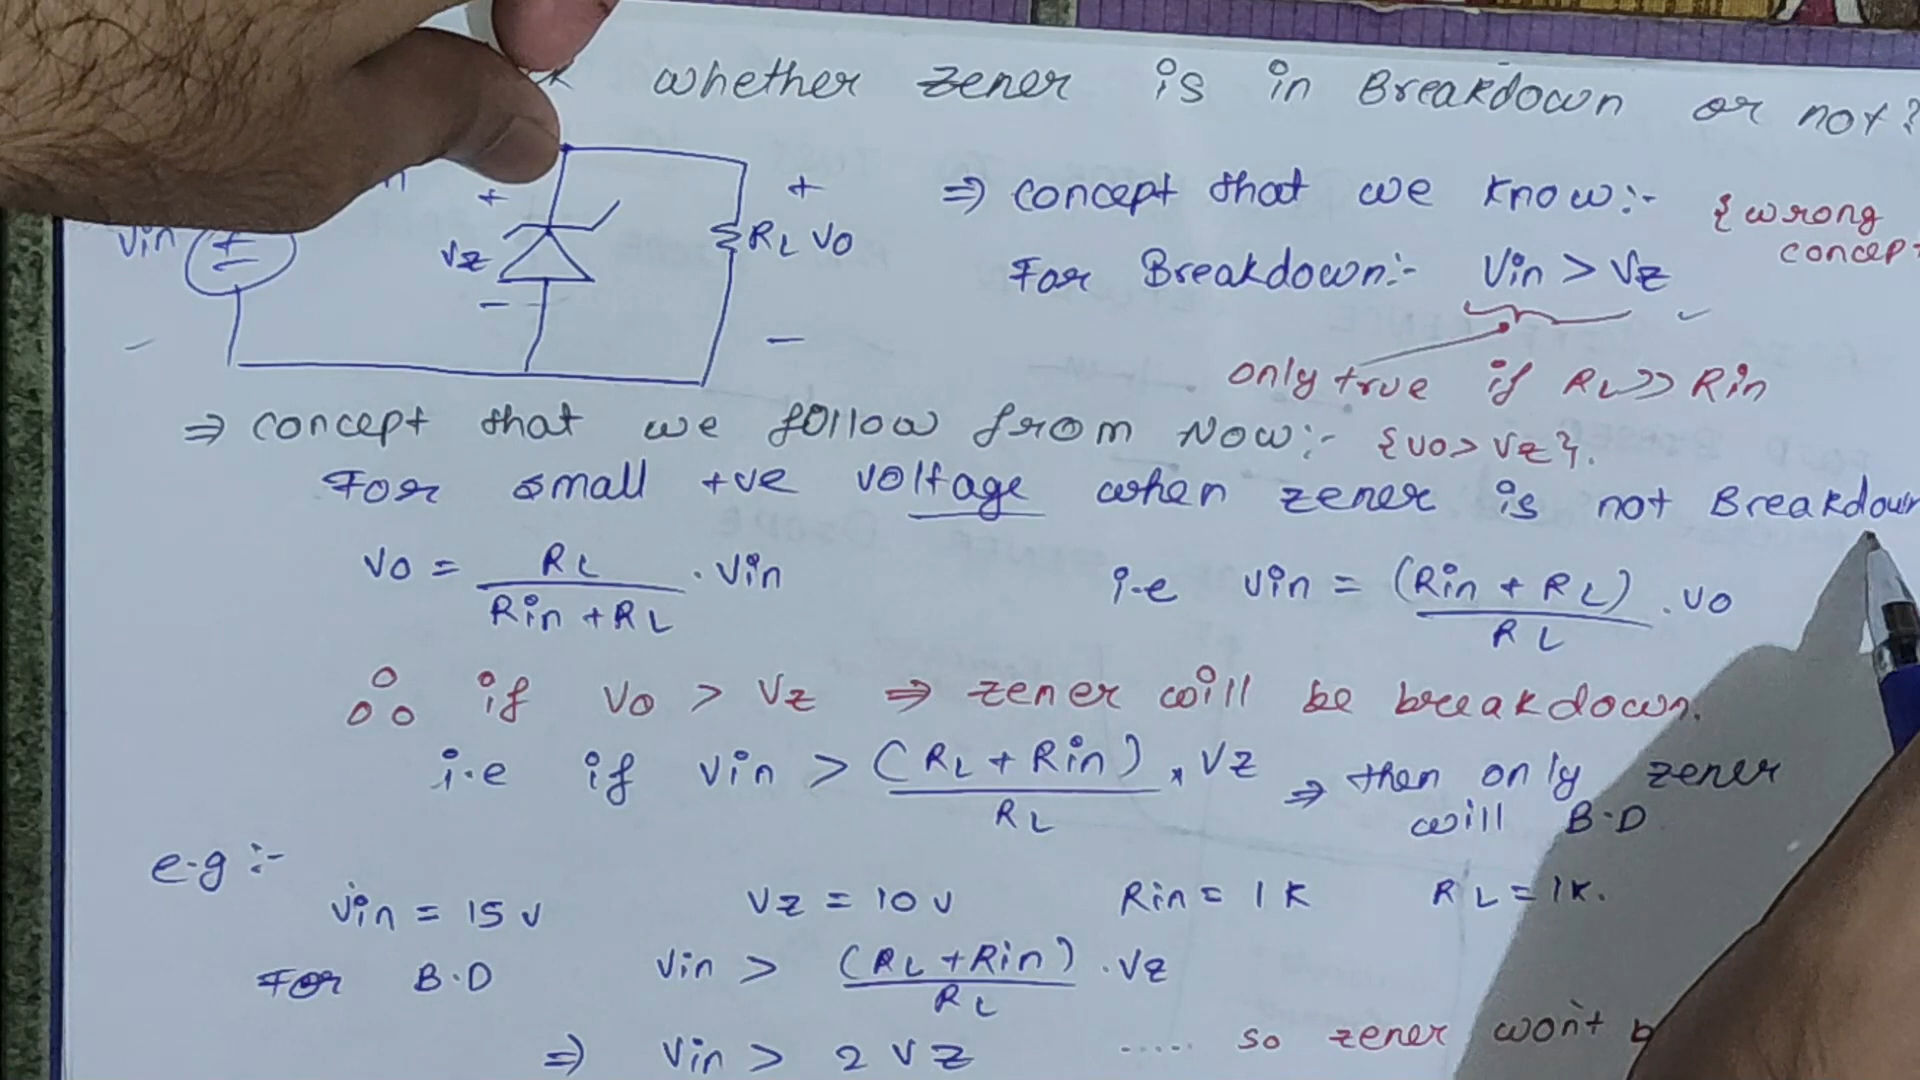 whether zener is in Breakdown or not?
Vin
+
Vz
−
+
RL Vo
−
⇒ concept that we know:- {wrong
For Breakdown:- Vin > Vz concept
only true if RL >> Rin
⇒ concept that we follow from Now:- {Vo > Vz}.
For small +ve voltage when zener is not Breakdown
Vo = RL / (Rin + RL) . Vin i.e Vin = (Rin + RL) / RL . Vo
∴ if Vo > Vz ⇒ zener will be breakdown.
i.e if Vin > (RL + Rin) / RL * Vz ⇒ then only zener
will B.D
e.g :-
Vin = 15 V Vz = 10 V Rin = 1K RL = 1K.
For B.D Vin > (RL + Rin) / RL . Vz
⇒ Vin > 2 Vz ..... so zener won't